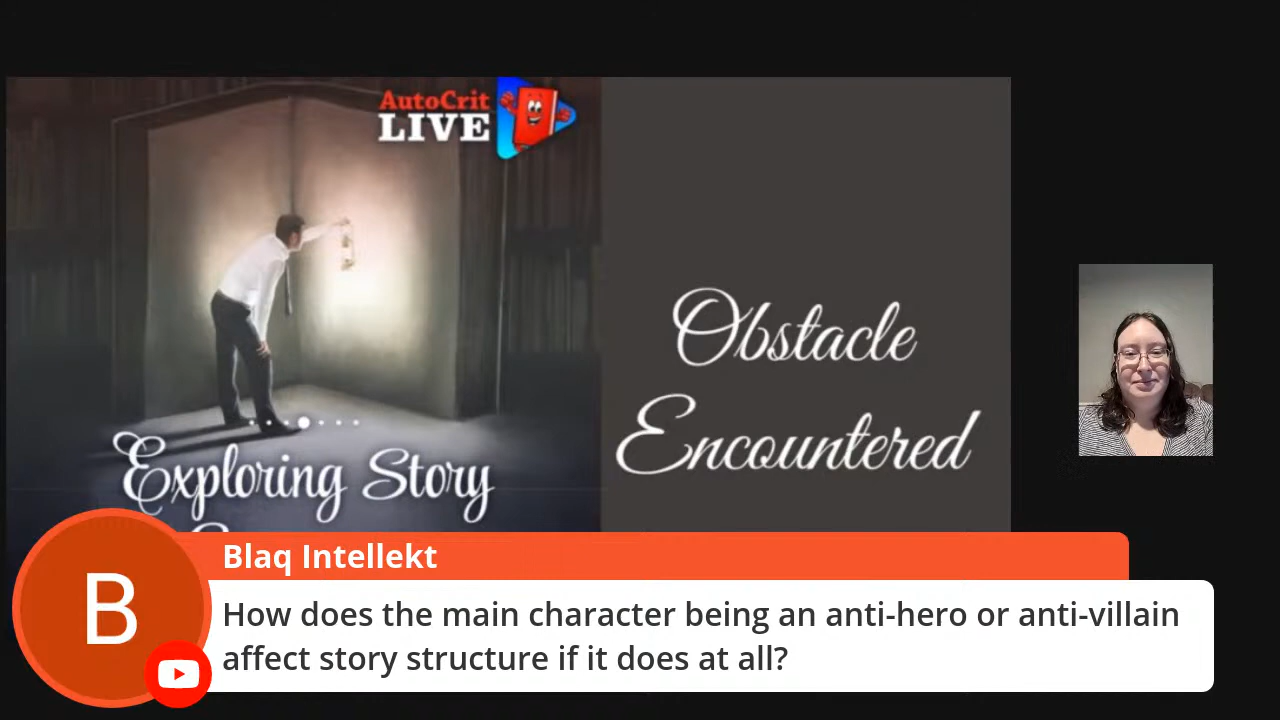 AutoCrit
LIVE
Obstacle
Encountered
Exploring Story
B
Blaq Intellekt
How does the main character being an anti-hero or anti-villain
affect story structure if it does at all?